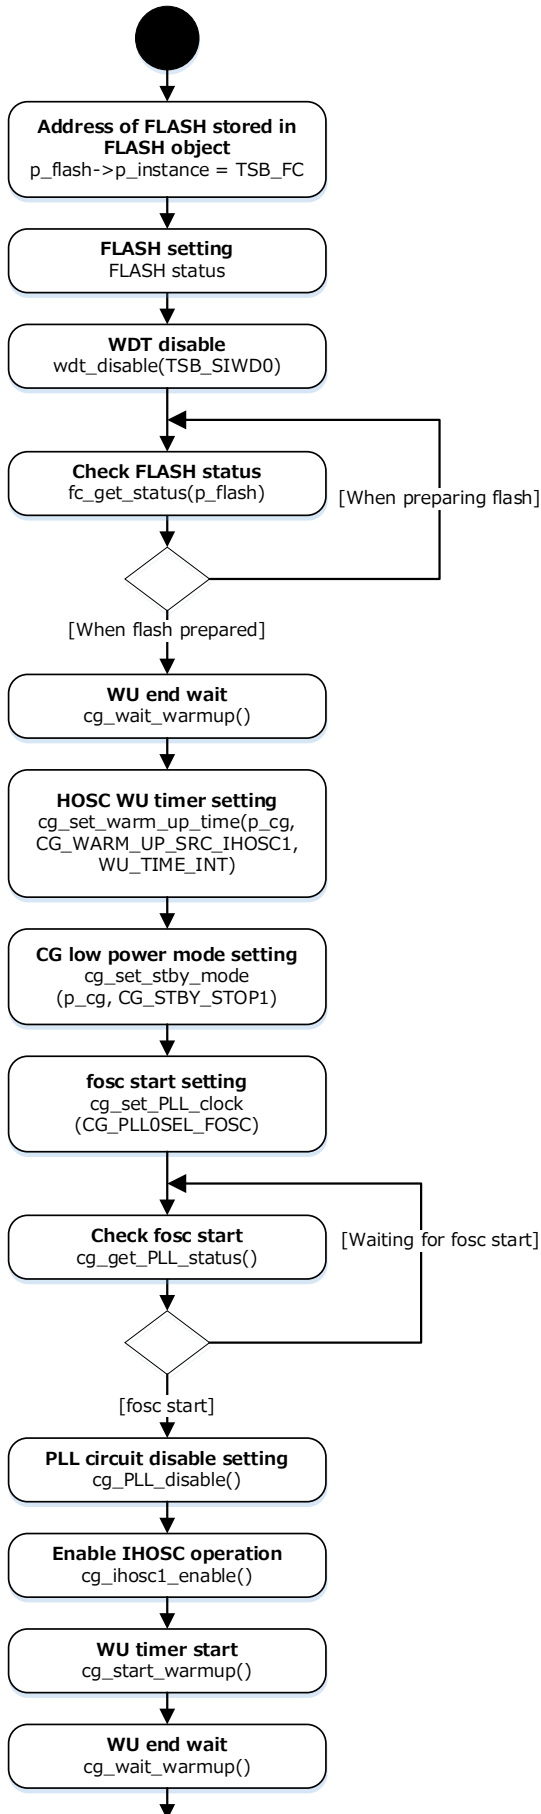 Address of FLASH stored in
FLASH object
p_flash->p_instance = TSB_FC
FLASH setting
FLASH status
WDT disable
wdt_disable(TSB_SIWD0)
Check FLASH status
fc_get_status(p_flash)
[When preparing flash]
[When flash prepared]
WU end wait
cg_wait_warmup()
HOSC WU timer setting
cg_set_warm_up_time(p_cg,
CG_WARM_UP_SRC_IHOSC1,
WU_TIME_INT)
CG low power mode setting
cg_set_stby_mode
(p_cg, CG_STBY_STOP1)
fosc start setting
cg_set_PLL_clock
(CG_PLL0SEL_FOSC)
Check fosc start
cg_get_PLL_status()
[Waiting for fosc start]
[fosc start]
PLL circuit disable setting
cg_PLL_disable()
Enable IHOSC operation
cg_ihosc1_enable()
WU timer start
cg_start_warmup()
WU end wait
cg_wait_warmup()